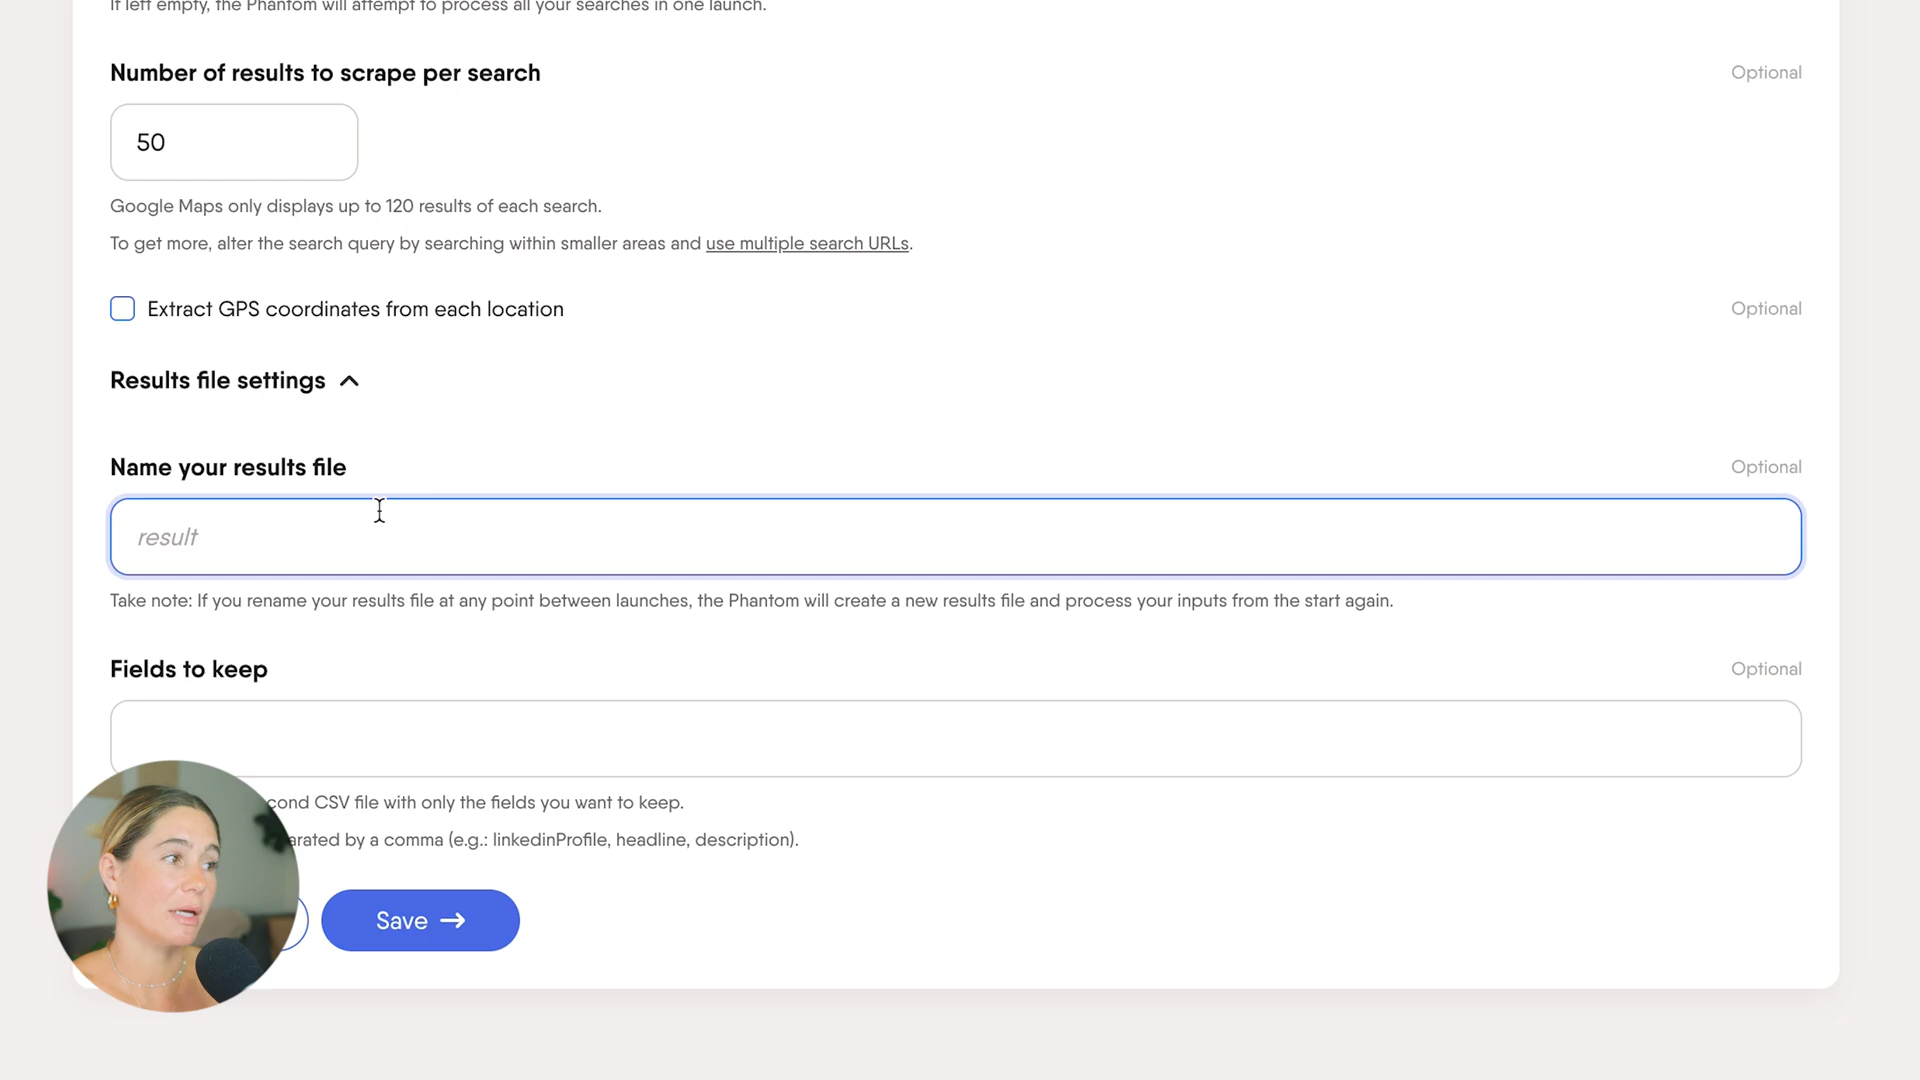 If left empty, the Phantom will attempt to process all your searches in one launch.
Number of results to scrape per search
Optional
50
Google Maps only displays up to 120 results of each search.
To get more, alter the search query by searching within smaller areas and use multiple search URLs.
Extract GPS coordinates from each location
Optional
Results file settings
Name your results file
Optional
result
Take note: If you rename your results file at any point between launches, the Phantom will create a new results file and process your inputs from the start again.
Fields to keep
Optional
CSV file with only the fields you want to keep.
by a comma (e.g.: linkedinProfile, headline, description).
Save →